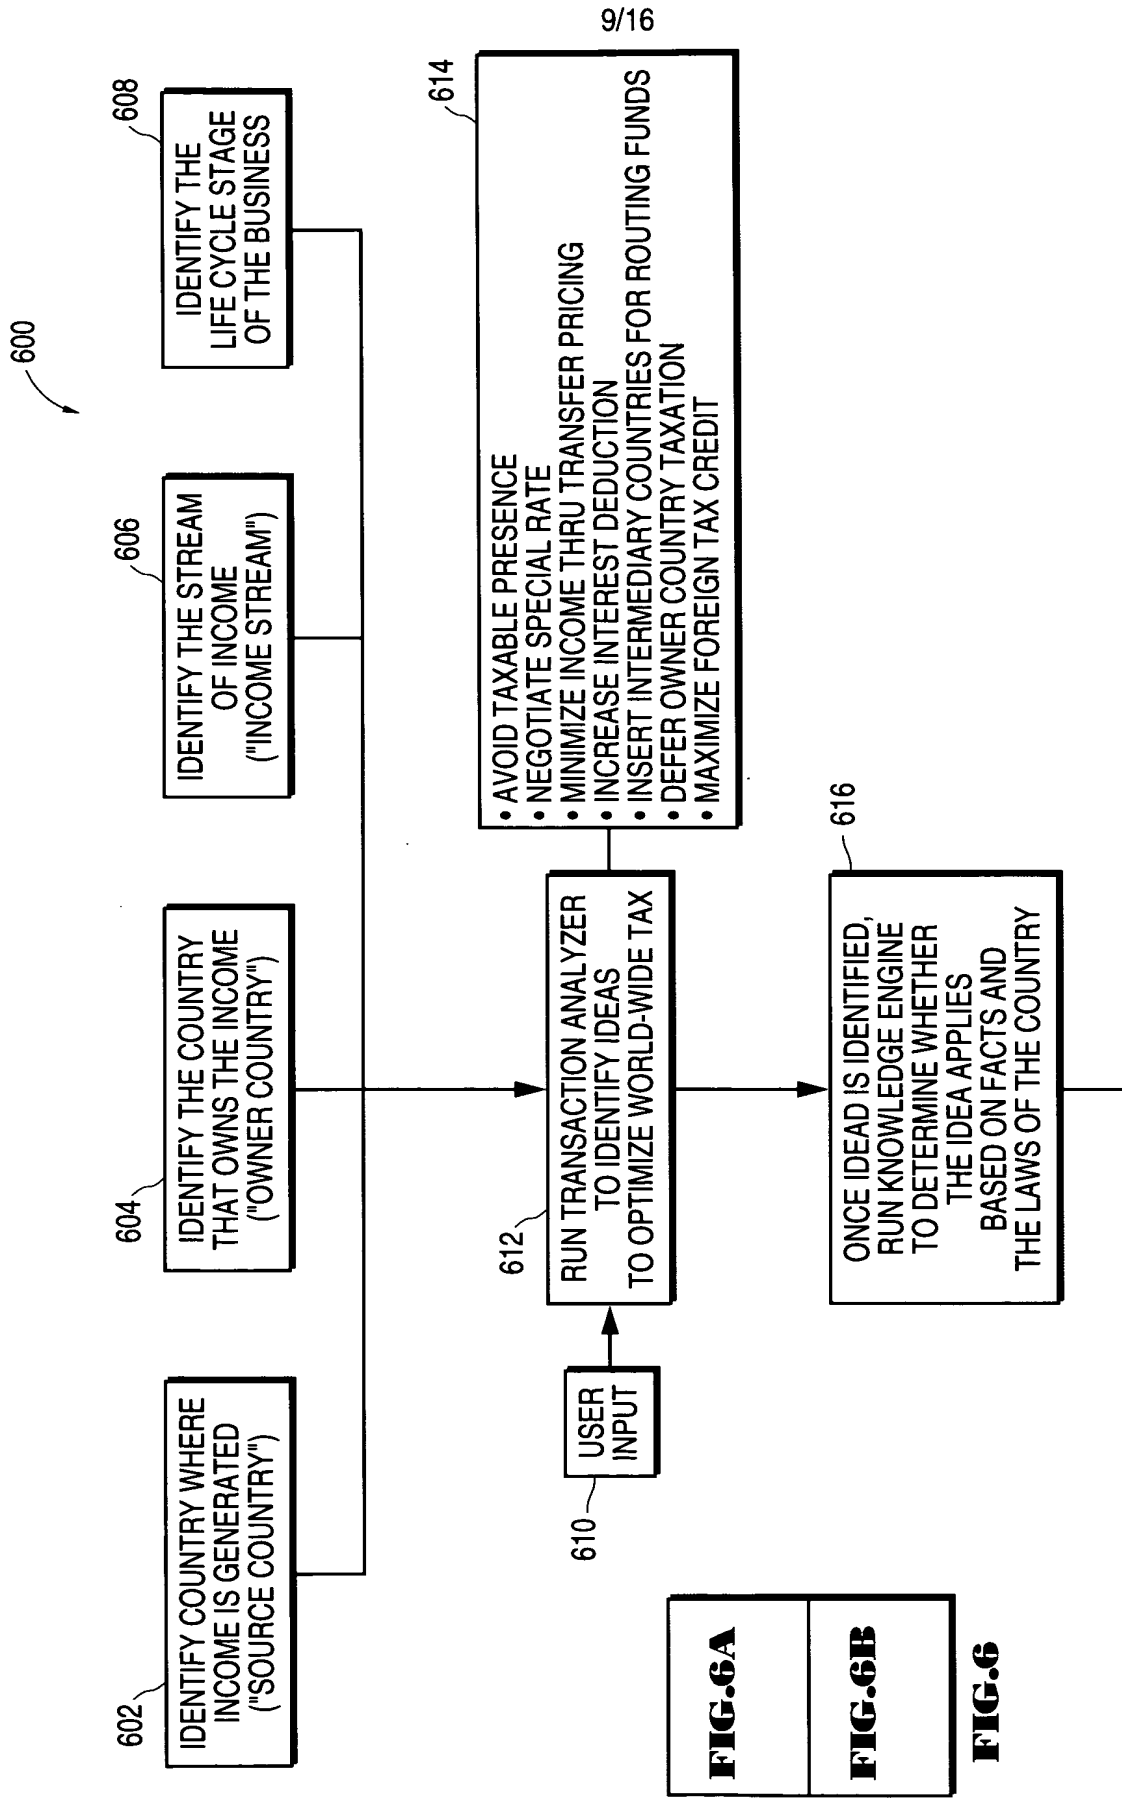 9/16
600
602
IDENTIFY COUNTRY WHERE
INCOME IS GENERATED
("SOURCE COUNTRY")
604
IDENTIFY THE COUNTRY
THAT OWNS THE INCOME
("OWNER COUNTRY")
606
IDENTIFY THE STREAM
OF INCOME
("INCOME STREAM")
608
IDENTIFY THE
LIFE CYCLE STAGE
OF THE BUSINESS
610
USER
INPUT
612
RUN TRANSACTION ANALYZER
TO IDENTIFY IDEAS
TO OPTIMIZE WORLD-WIDE TAX
614
• AVOID TAXABLE PRESENCE
• NEGOTIATE SPECIAL RATE
• MINIMIZE INCOME THRU TRANSFER PRICING
• INCREASE INTEREST DEDUCTION
• INSERT INTERMEDIARY COUNTRIES FOR ROUTING FUNDS
• DEFER OWNER COUNTRY TAXATION
• MAXIMIZE FOREIGN TAX CREDIT
616
ONCE IDEAD IS IDENTIFIED,
RUN KNOWLEDGE ENGINE
TO DETERMINE WHETHER
THE IDEA APPLIES
BASED ON FACTS AND
THE LAWS OF THE COUNTRY
FIG.6A
FIG.6B
FIG.6